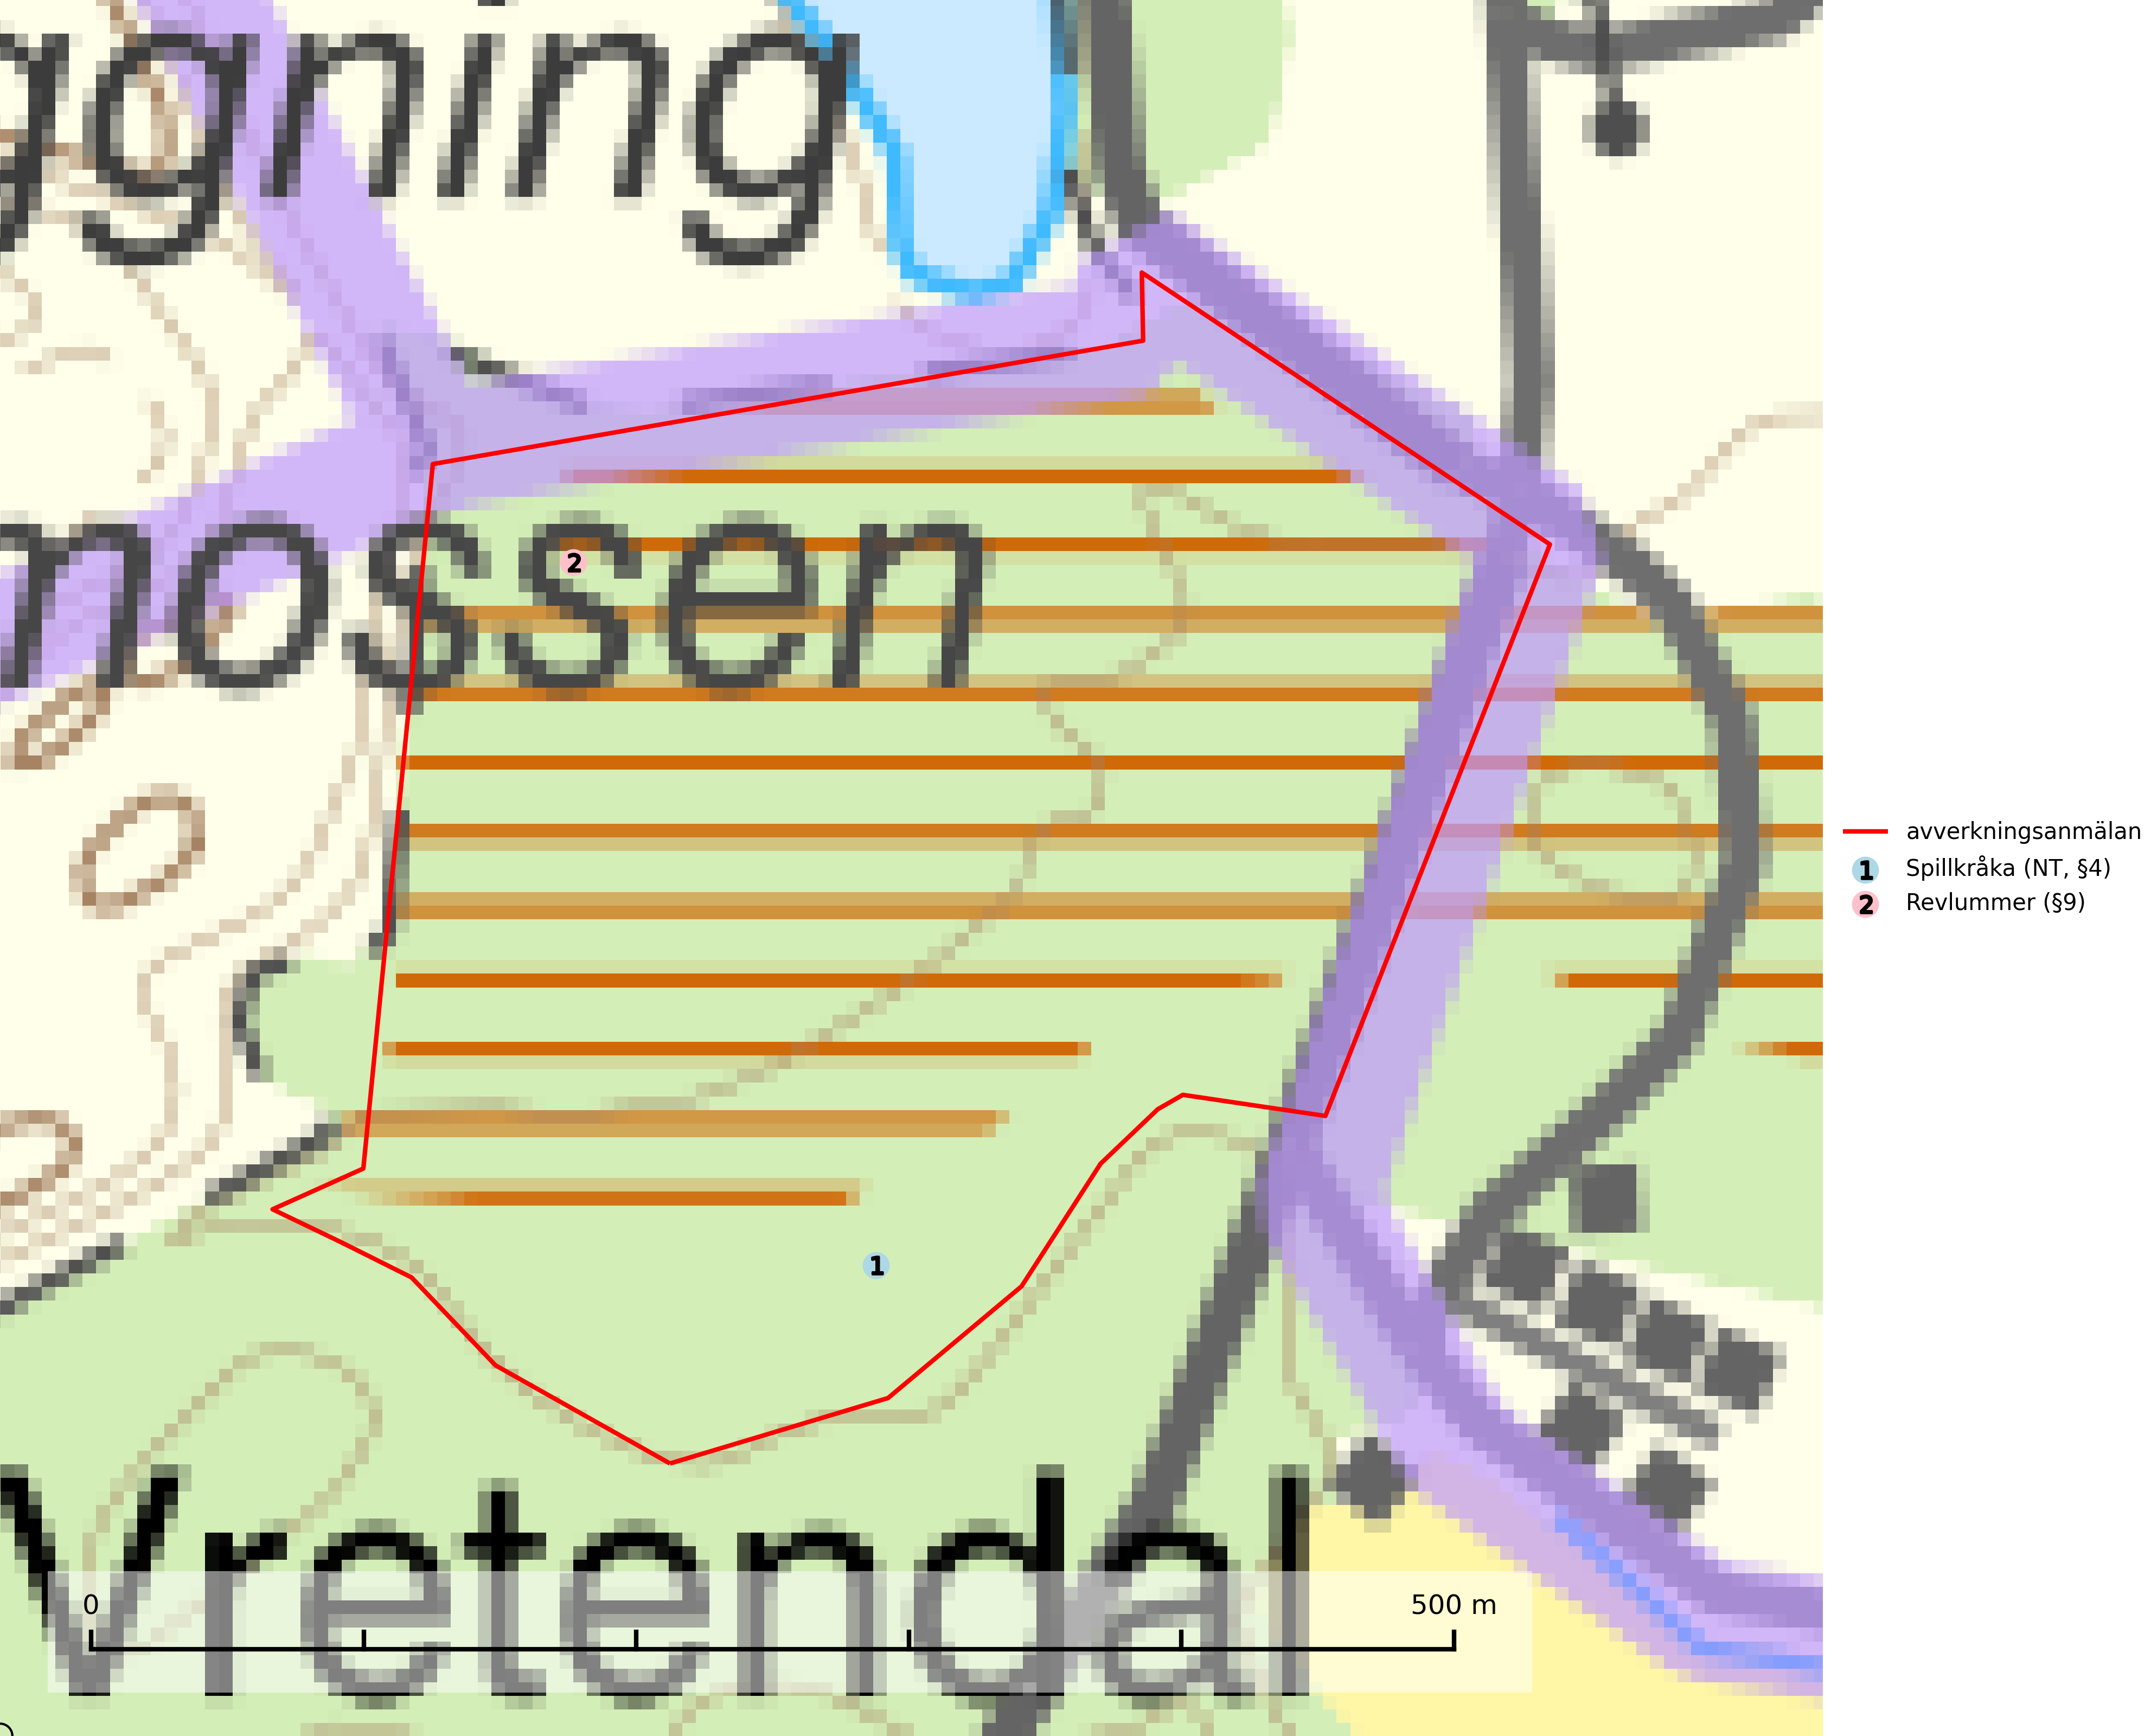 gning
mossen
avverkningsanmälan
1 Spillkråka (NT, §4)
2 Revlummer (§9)
2
1
Vretendal
0 500 m